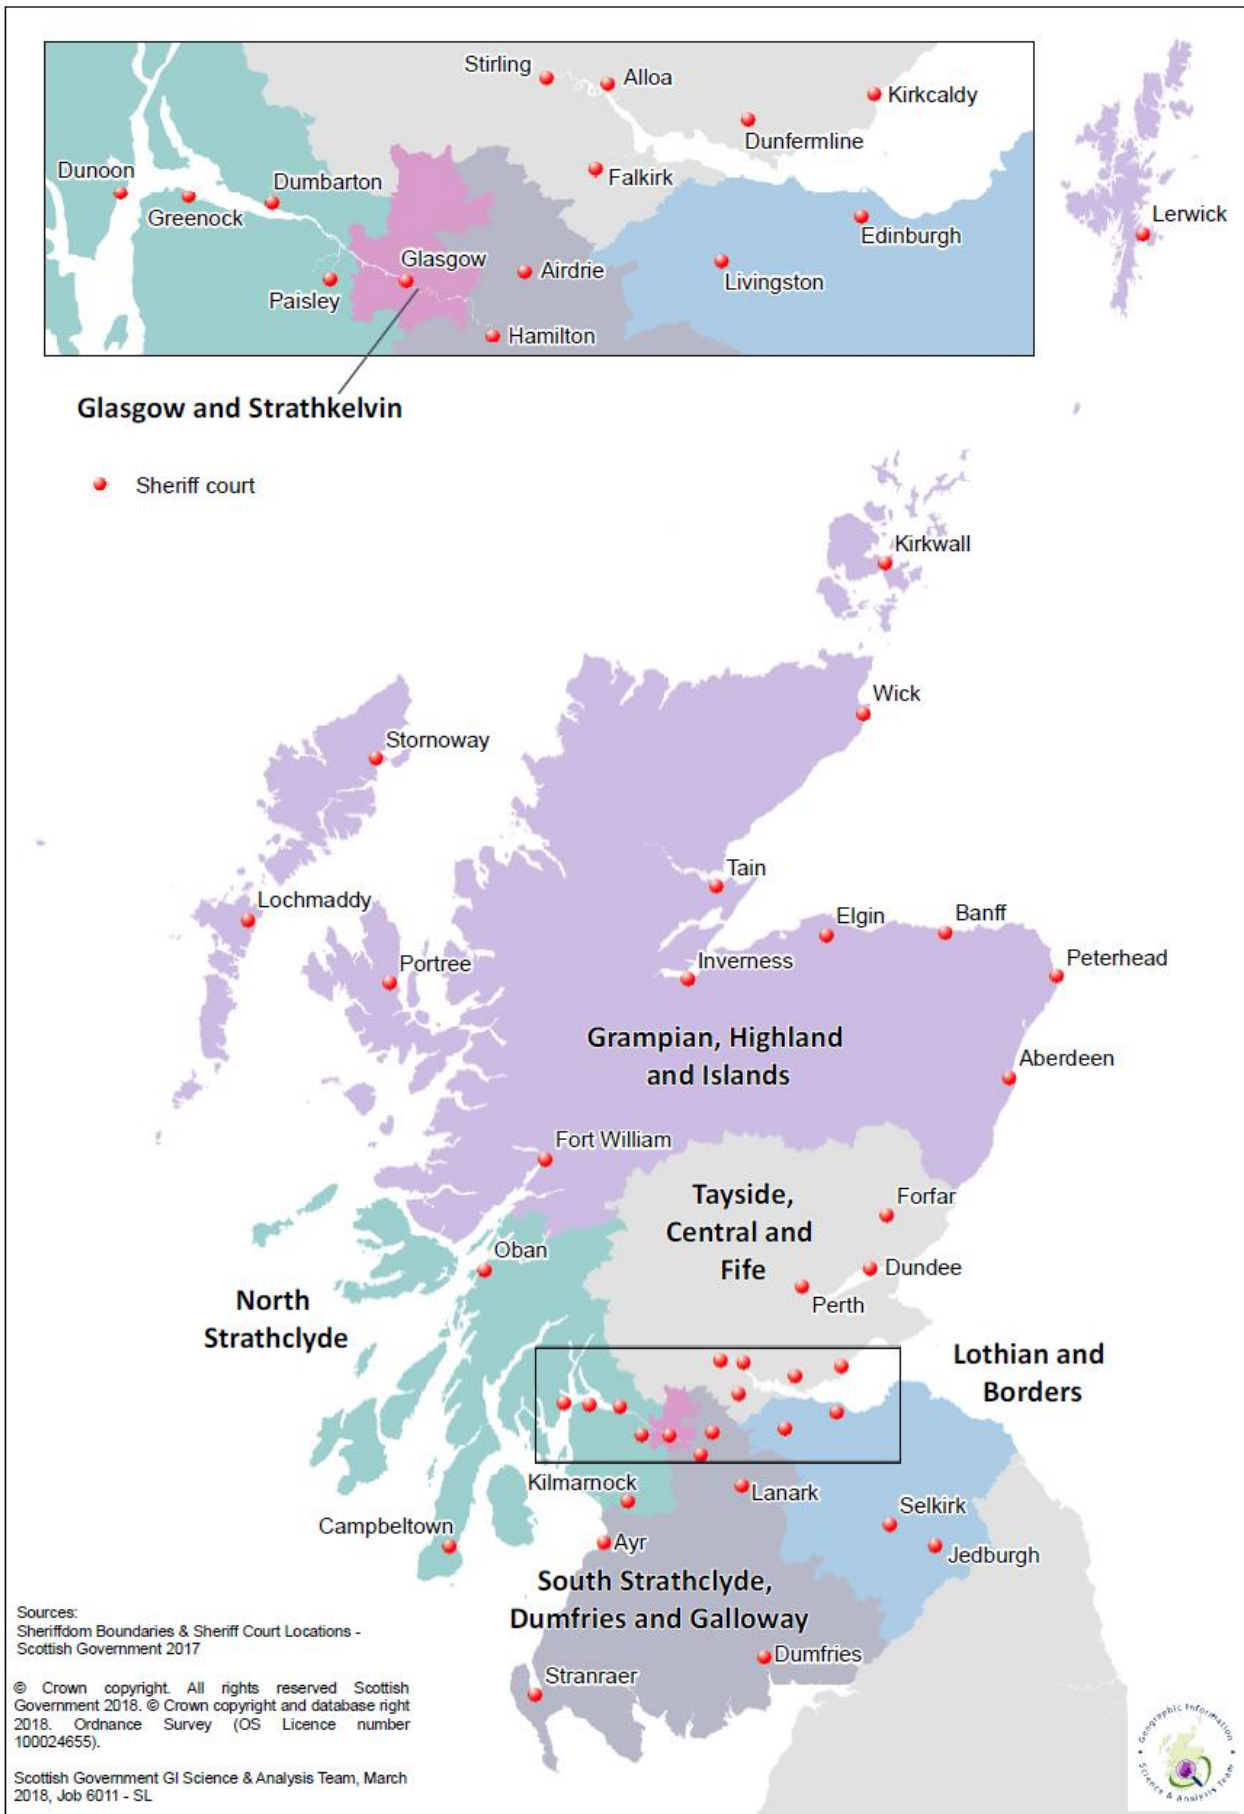 Stirling
Alloa
Kirkcaldy
Dunfermline
Dunoon
Dumbarton
Falkirk
Greenock
Edinburgh
Glasgow
Airdrie
Livingston
Paisley
Hamilton
Lerwick
Glasgow and Strathkelvin
Sheriff court
Kirkwall
Wick
Stornoway
Tain
Lochmaddy
Elgin
Banff
Portree
Inverness
Peterhead
Grampian, Highland
and Islands
Aberdeen
Fort William
Tayside,
Central and
Fife
Forfar
Oban
Dundee
Perth
North
Strathclyde
Lothian and
Borders
Kilmarnock
Lanark
Selkirk
Campbeltown
Ayr
Jedburgh
South Strathclyde,
Dumfries and Galloway
Dumfries
Stranraer
Sources:
Sheriffdom Boundaries & Sheriff Court Locations -
Scottish Government 2017
© Crown copyright. All rights reserved Scottish
Government 2018. © Crown copyright and database right
2018. Ordnance Survey (OS Licence number
100024655).
Scottish Government GI Science & Analysis Team, March
2018, Job 6011 - SL
Geographic Information
Science & Analysis Team